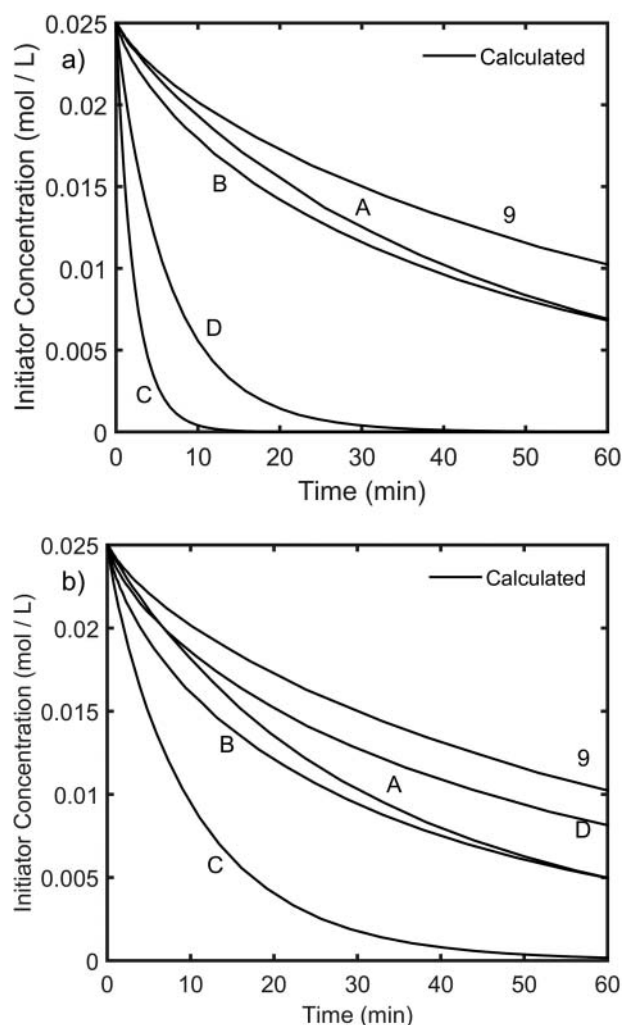 a)
Calculated
Initiator Concentration (mol / L)
0.025
0.02
0.015
0.01
0.005
0
B
A
9
D
C
0 10 20 30 40 50 60
Time (min)
b)
Calculated
Initiator Concentration (mol / L)
0.025
0.02
0.015
0.01
0.005
0
B
A
9
D
C
0 10 20 30 40 50 60
Time (min)